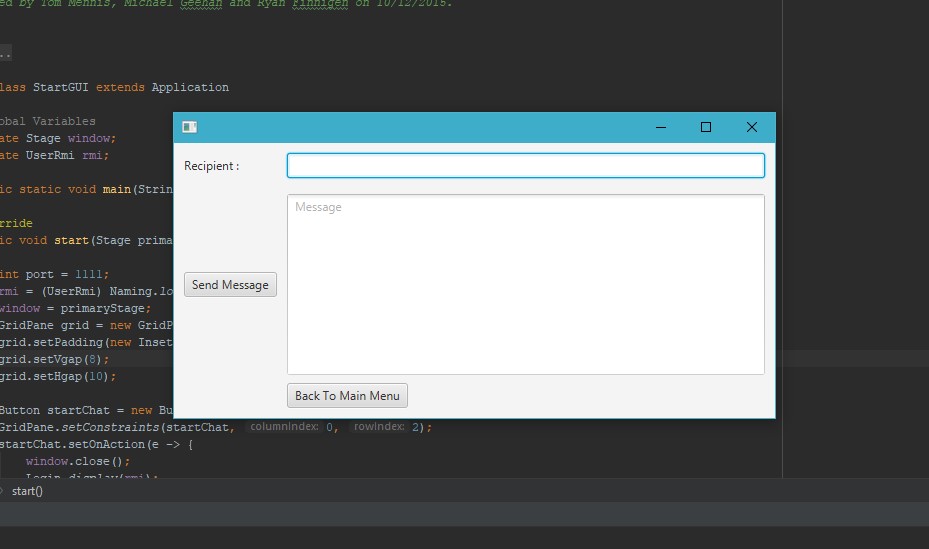 ed by Tom Mennis, Michael Geehan and Ryan Finnigen on 10/12/2015.
..
lass StartGUI extends Application
obal Variables
ate Stage window;
ate UserRmi rmi;
ic static void main(Strin
rride
ic void start(Stage prima
int port = 1111;
rmi = (UserRmi) Naming.lo
window = primaryStage;
GridPane grid = new GridP
grid.setPadding(new Inset
grid.setVgap(8);
grid.setHgap(10);
Button startChat = new Bu
GridPane.setConstraints(startChat, columnIndex: 0, rowIndex: 2);
startChat.setOnAction(e -> {
window.close();
Login.display(rmi);
start()
Recipient :
Message
Send Message
Back To Main Menu